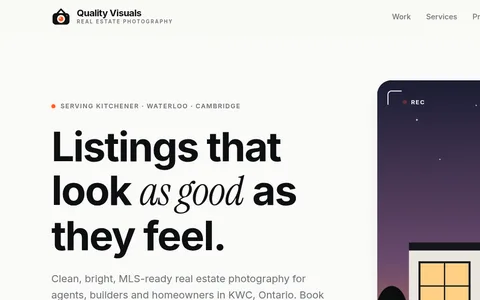 Quality Visuals
REAL ESTATE PHOTOGRAPHY
Work Services
SERVING KITCHENER · WATERLOO · CAMBRIDGE
REC
Listings that
look as good as
they feel.
Clean, bright, MLS-ready real estate photography for
agents, builders and homeowners in KWC, Ontario. Book